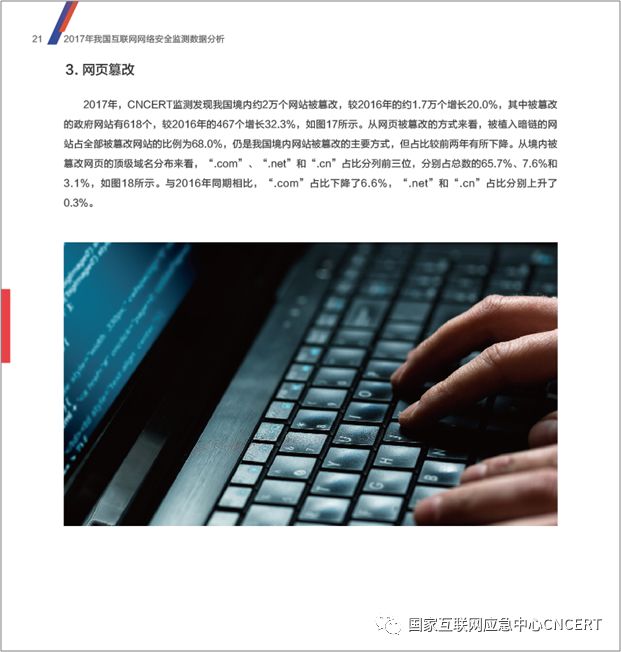 21
2017年我国互联网网络安全监测数据分析
3. 网页篡改
2017年，CNCERT监测发现我国境内约2万个网站被篡改，较2016年的约1.7万个增长20.0%，其中被篡改
的政府网站有618个，较2016年的467个增长32.3%，如图17所示。从网页被篡改的方式来看，被植入暗链的网
站占全部被篡改网站的比例为68.0%，仍是我国境内网站被篡改的主要方式，但占比较前两年有所下降。从境内被
篡改网页的顶级域名分布来看，“.com”、“.net”和“.cn”占比分列前三位，分别占总数的65.7%、7.6%和
3.1%，如图18所示。与2016年同期相比，“.com”占比下降了6.6%，“.net”和“.cn”占比分别上升了
0.3%。
国家互联网应急中心CNCERT